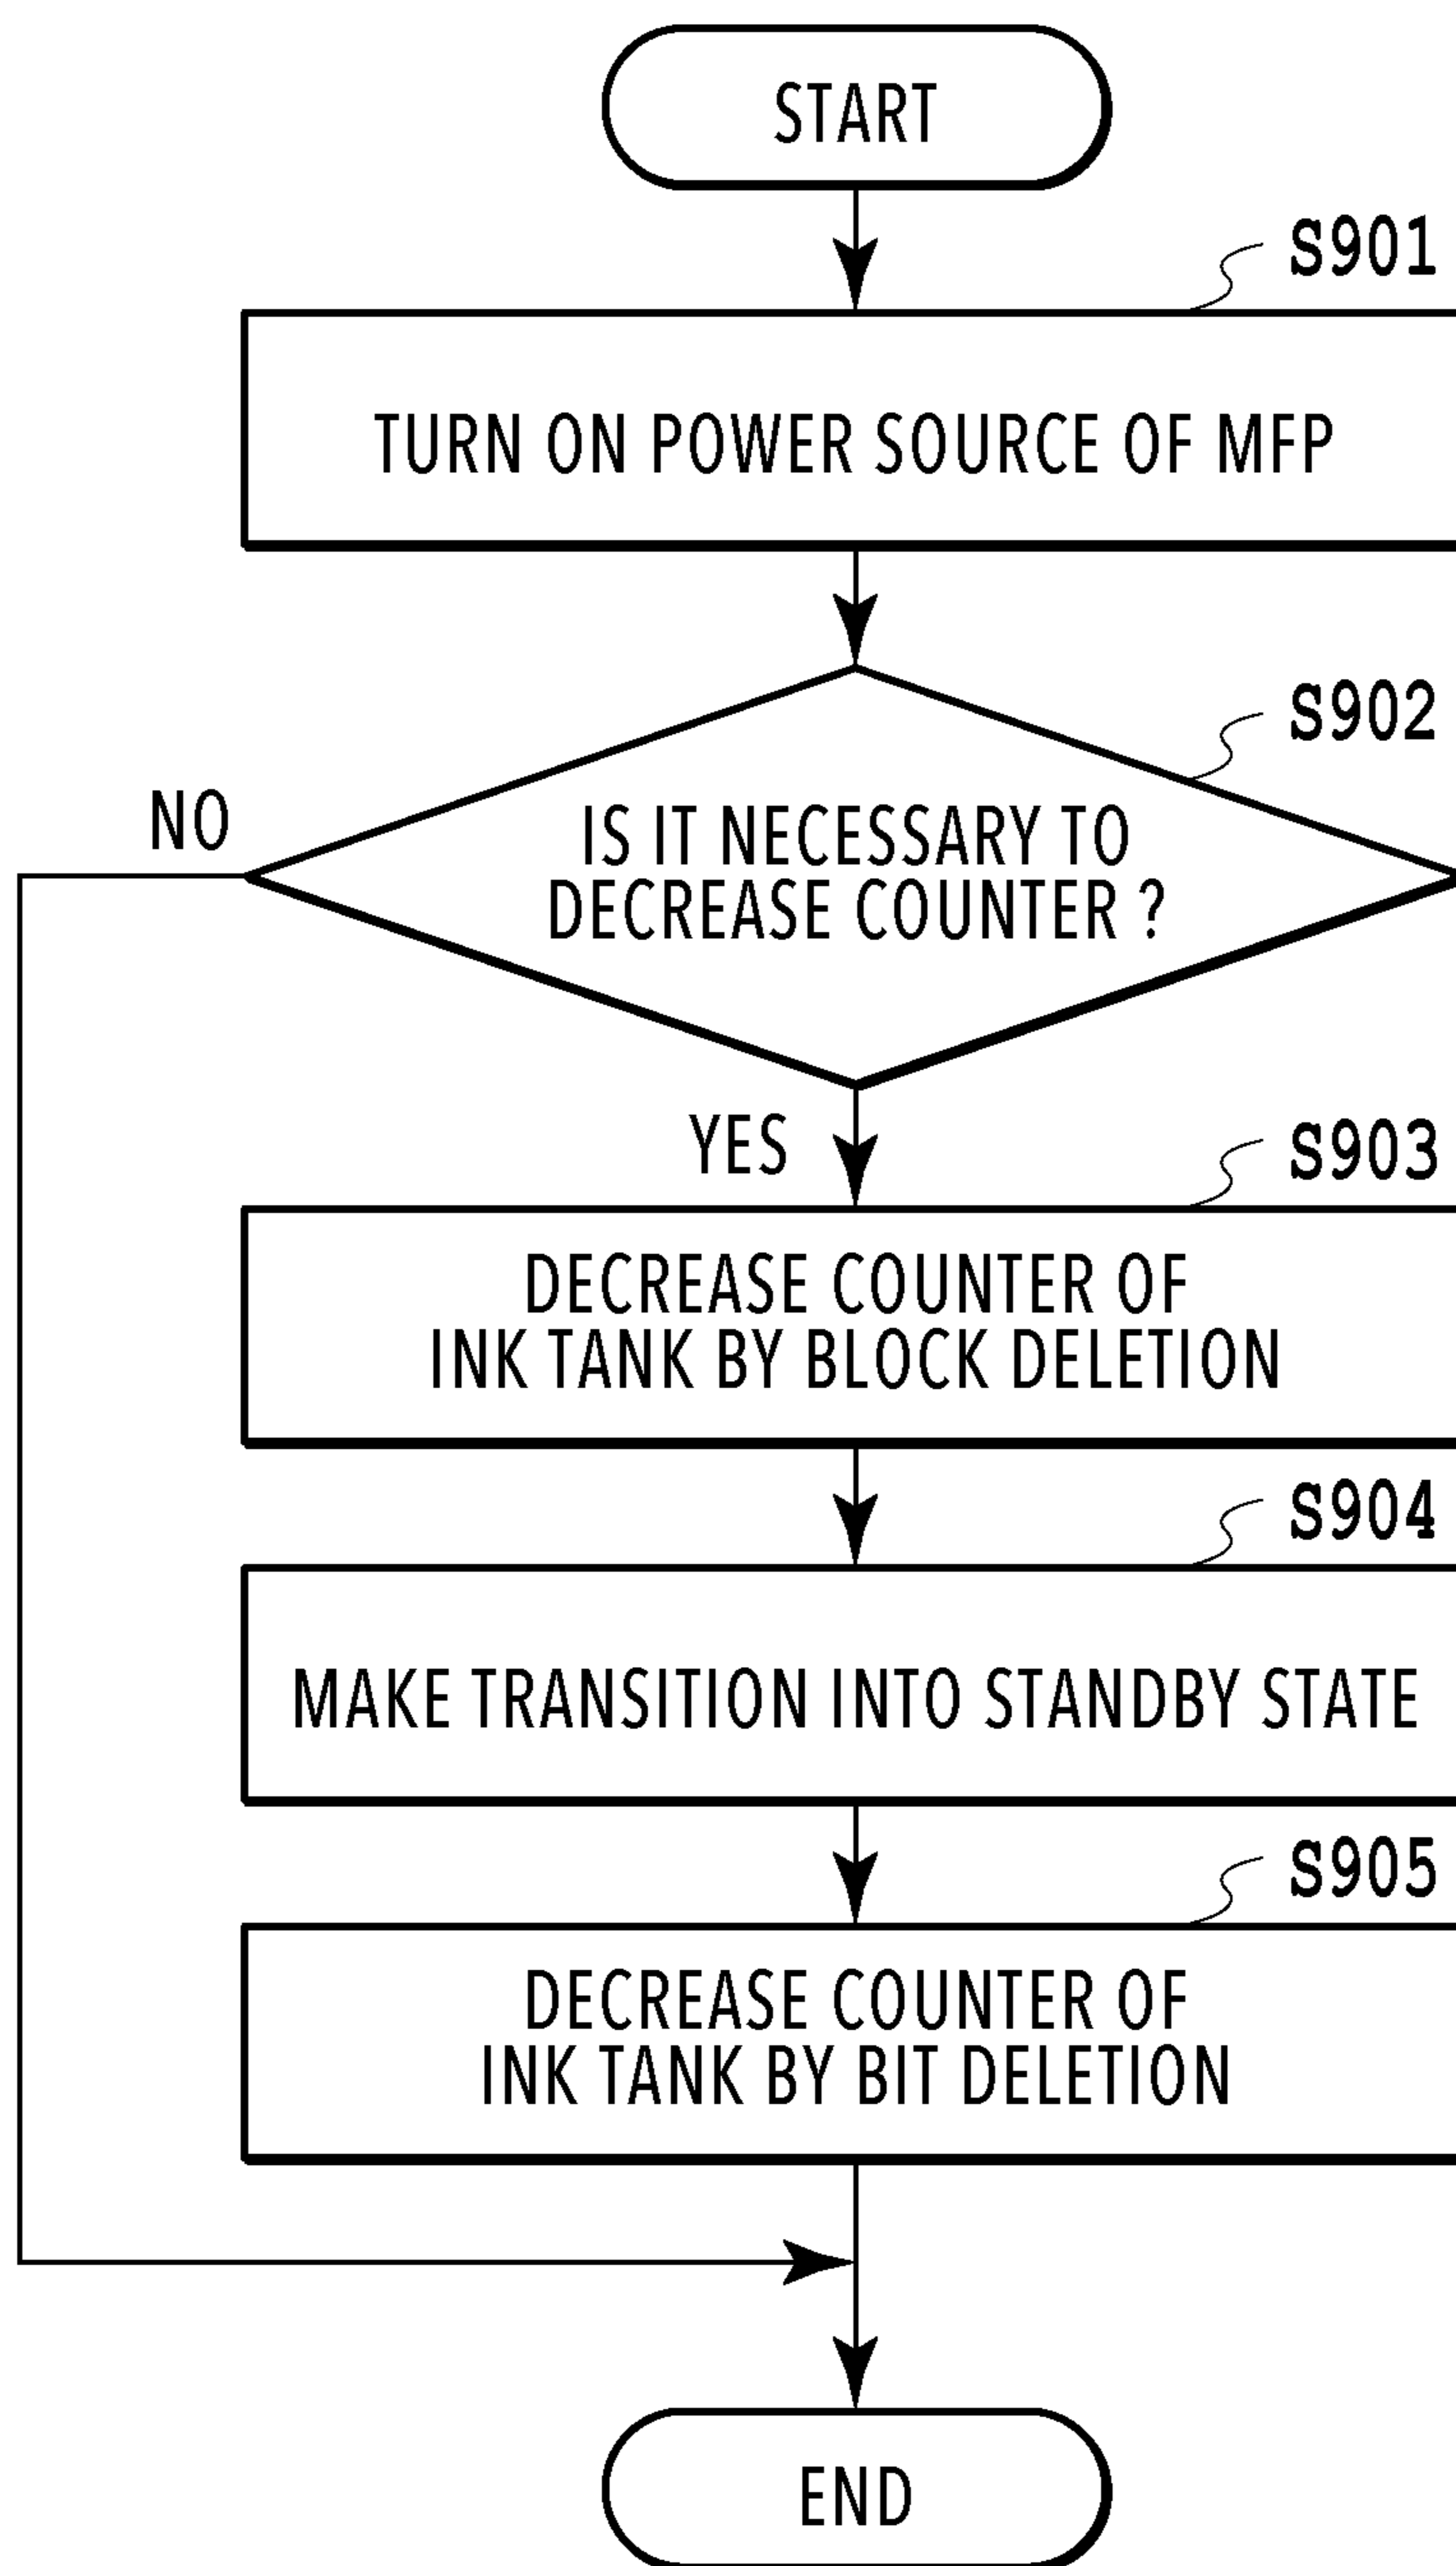 START
S901
TURN ON POWER SOURCE OF MFP
S902
NO
IS IT NECESSARY TO
DECREASE COUNTER ?
YES
S903
DECREASE COUNTER OF
INK TANK BY BLOCK DELETION
S904
MAKE TRANSITION INTO STANDBY STATE
S905
DECREASE COUNTER OF
INK TANK BY BIT DELETION
END